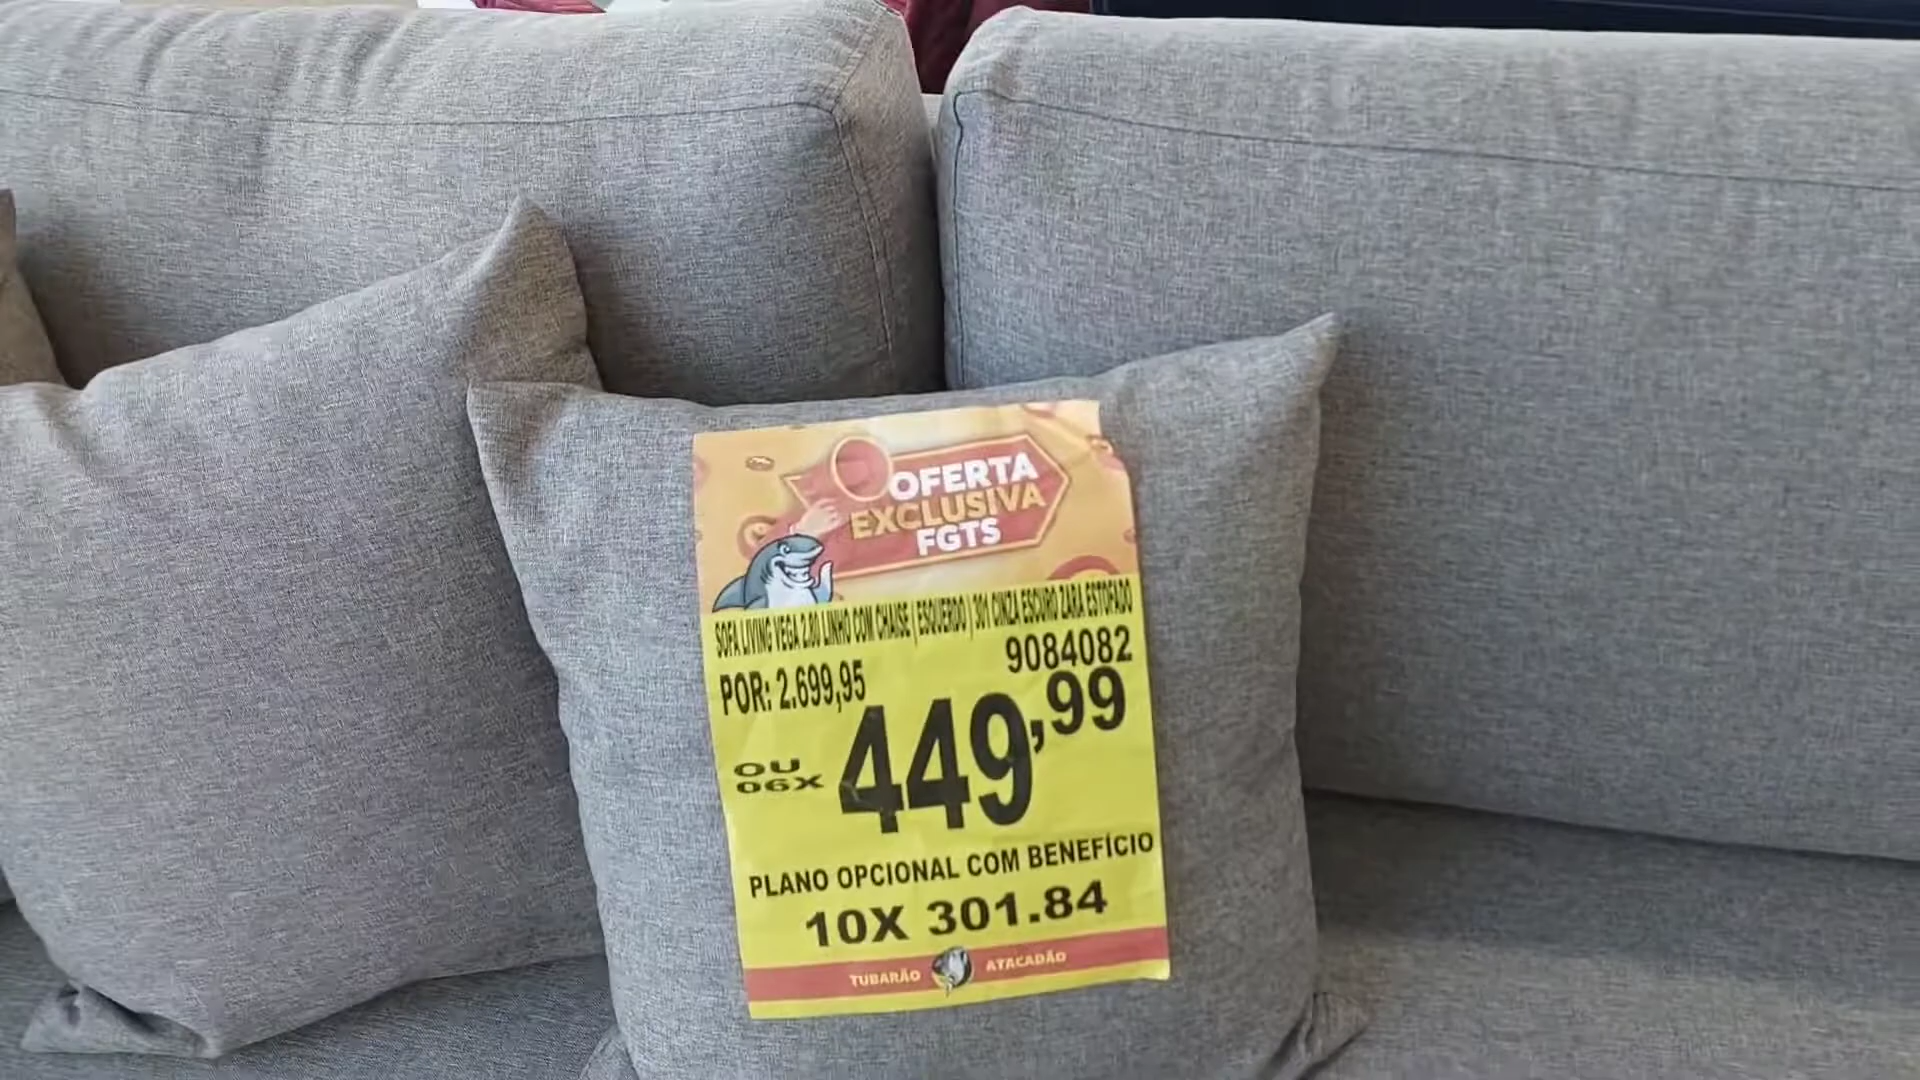 OFERTA
EXCLUSIVA
FGTS
SOFA LIVING VEGA 2.80 LINHO COM CHAISE ( ESQUERDO ) 301 CINZA ESCURO ZARA ESTOFADO
9084082
POR: 2.699,95
OU
06X
449,99
PLANO OPCIONAL COM BENEFÍCIO
10X 301.84
TUBARÃO ATACADÃO